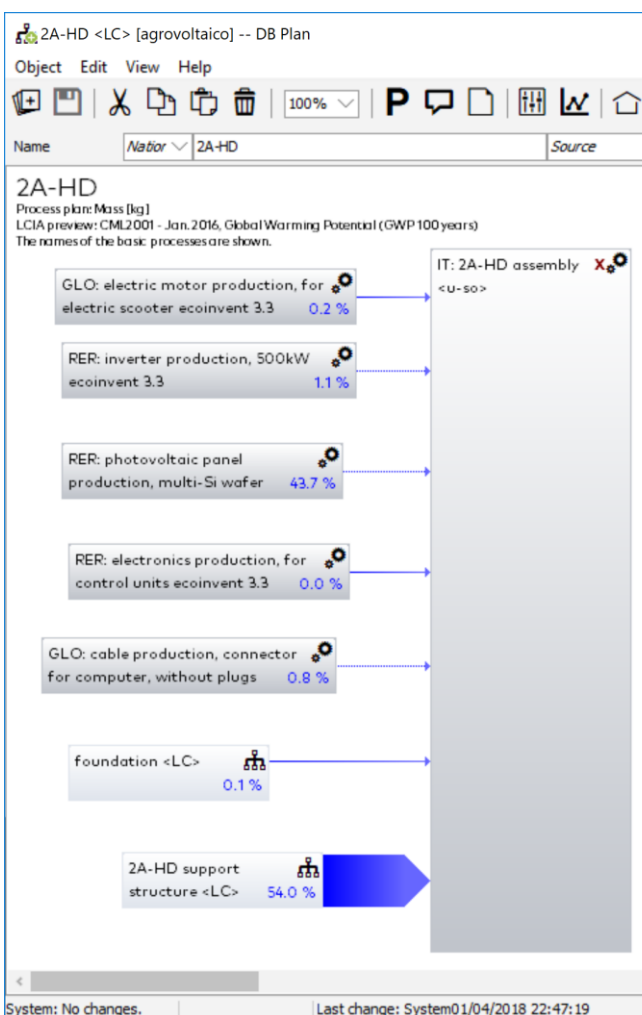 2A-HD <LC> [agrovoltaico] -- DB Plan
Object Edit View Help
100% P
Name Natior 2A-HD Source
2A-HD
Process plan: Mass [kg]
LCIA preview: CML2001 - Jan. 2016, Global Warming Potential (GWP 100 years)
The names of the basic processes are shown.
IT: 2A-HD assembly X
<u-so>
GLO: electric motor production, for
electric scooter ecoinvent 3.3 0.2 %
RER: inverter production, 500kW
ecoinvent 3.3 1.1 %
RER: photovoltaic panel
production, multi-Si wafer 43.7 %
RER: electronics production, for
control units ecoinvent 3.3 0.0 %
GLO: cable production, connector
for computer, without plugs 0.8 %
foundation <LC>
0.1 %
2A-HD support
structure <LC> 54.0 %
System: No changes. Last change: System01/04/2018 22:47:19